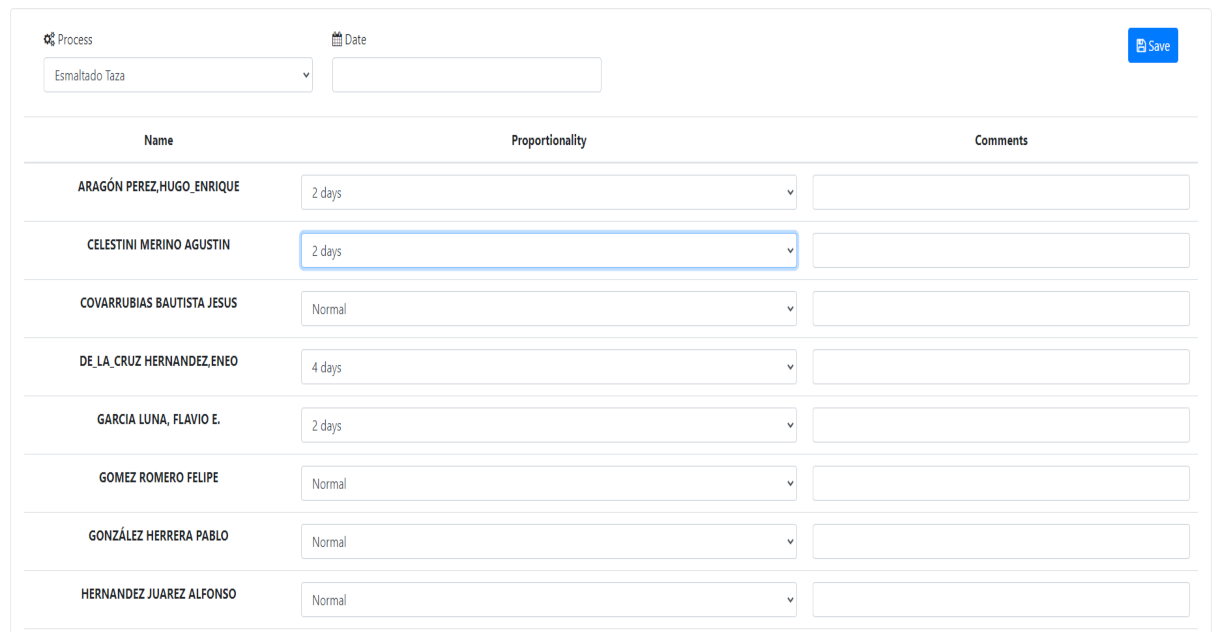 Process Date Save
Esmaltado Taza
Name Proportionality Comments
ARAGÓN PEREZ,HUGO_ENRIQUE 2 days
CELESTINI MERINO AGUSTIN 2 days
COVARRUBIAS BAUTISTA JESUS Normal
DE_LA_CRUZ HERNANDEZ,ENEO 4 days
GARCIA LUNA, FLAVIO E. 2 days
GOMEZ ROMERO FELIPE Normal
GONZÁLEZ HERRERA PABLO Normal
HERNANDEZ JUAREZ ALFONSO Normal